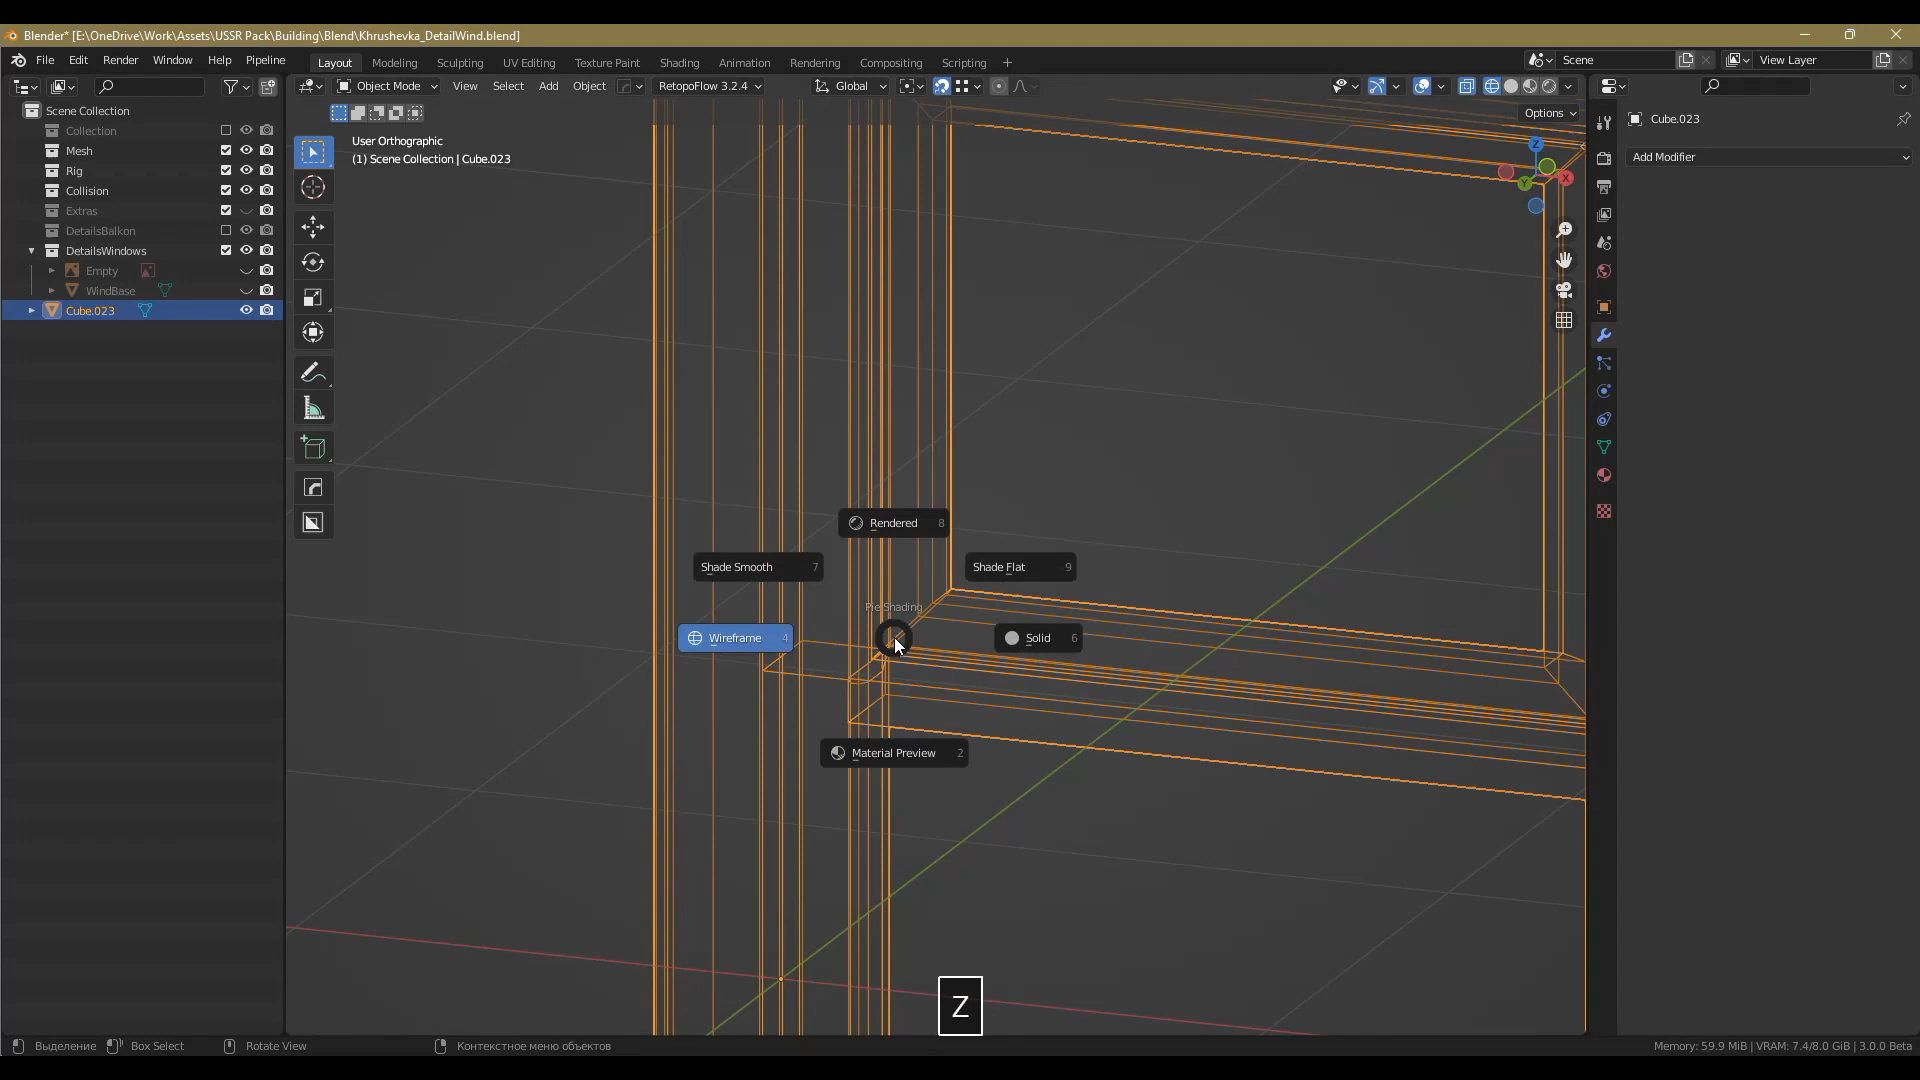 Blender* [E:\OneDrive\Work\Assets\USSR Pack\Building\Blend\Khrushevka_DetailWind.blend]
File Edit Render Window Help Pipeline
Layout Modeling Sculpting UV Editing Texture Paint Shading Animation Rendering Compositing Scripting +
Scene
View Layer
Object Mode View Select Add Object RetopoFlow 3.2.4 Global
Options
Scene Collection
Collection
Mesh
Rig
Collision
Extras
DetailsBalkon
DetailsWindows
Empty
WindBase
Cube.023
User Orthographic
(1) Scene Collection | Cube.023
Z
X
Y
Cube.023
Add Modifier
Rendered 8
Shade Smooth 7
Shade Flat 9
Pie Shading
Wireframe 4
Solid 6
Material Preview 2
Z
Выделение Box Select Rotate View Контекстное меню объектов
Memory: 59.9 MiB | VRAM: 7.4/8.0 GiB | 3.0.0 Beta